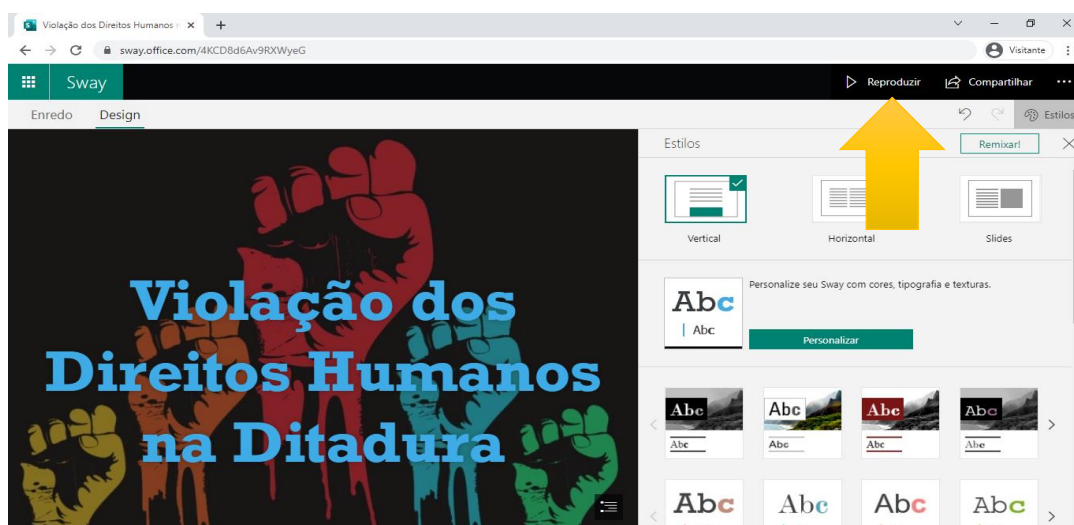 Violação dos Direitos Humanos n
sway.office.com/4KCD8d6Av9RXWyeG
Visitante
Sway
Reproduzir
Compartilhar
Enredo Design
Estilos
Estilos
Remixar!
Violação dos
Direitos Humanos
na Ditadura
Vertical
Horizontal
Slides
Abc
Abc
Personalize seu Sway com cores, tipografia e texturas.
Personalizar
Abc Abc Abc Abc
Abc Abc Abc Abc
Abc Abc Abc Abc